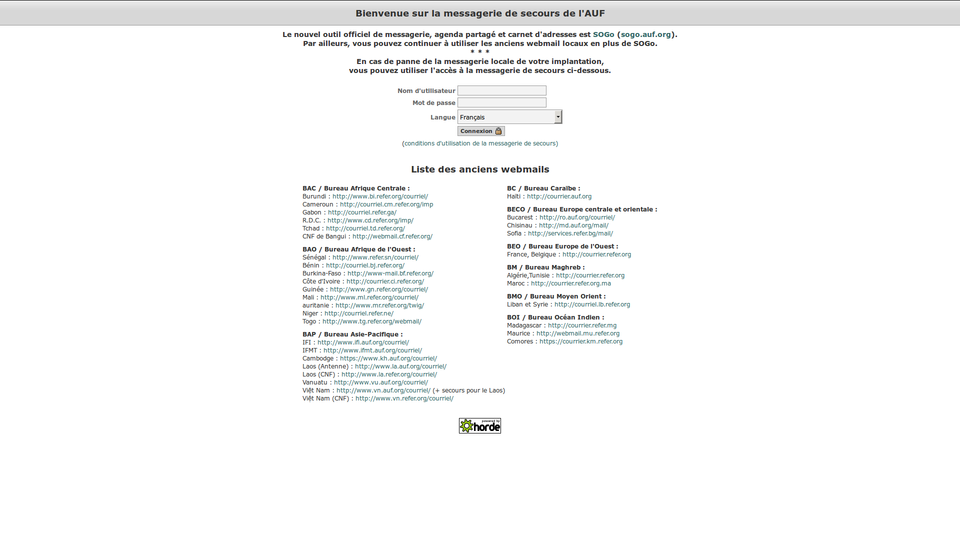 Bienvenue sur la messagerie de secours de l'AUF
Le nouvel outil officiel de messagerie, agenda partagé et carnet d'adresses est SOGo (sogo.auf.org).
Par ailleurs, vous pouvez continuer à utiliser les anciens webmail locaux en plus de SOGo.
* * *
En cas de panne de la messagerie locale de votre implantation,
vous pouvez utiliser l'accès à la messagerie de secours ci-dessous.
Nom d'utilisateur
Mot de passe
Langue Français
Connexion
(conditions d'utilisation de la messagerie de secours)
Liste des anciens webmails
BAC / Bureau Afrique Centrale :
Burundi : http://www.bi.refer.org/courriel/
Cameroun : http://courriel.cm.refer.org/imp
Gabon : http://courriel.refer.ga/
R.D.C. : http://www.cd.refer.org/imp/
Tchad : http://courriel.td.refer.org/
CNF de Bangui : http://webmail.cf.refer.org/
BAO / Bureau Afrique de l'Ouest :
Sénégal : http://www.refer.sn/courriel/
Bénin : http://courriel.bj.refer.org/
Burkina-Faso : http://www-mail.bf.refer.org/
Côte d'Ivoire : http://courrier.ci.refer.org/
Guinée : http://www.gn.refer.org/courriel/
Mali : http://www.ml.refer.org/courriel/
auritanie : http://www.mr.refer.org/twig/
Niger : http://courriel.refer.ne/
Togo : http://www.tg.refer.org/webmail/
BAP / Bureau Asie-Pacifique :
IFI : http://www.ifi.auf.org/courriel/
IFMT : http://www.ifmt.auf.org/courriel/
Cambodge : https://www.kh.auf.org/courriel/
Laos (Antenne) : http://www.la.auf.org/courriel/
Laos (CNF) : http://www.la.refer.org/courriel/
Vanuatu : http://www.vu.auf.org/courriel/
Việt Nam : http://www.vn.auf.org/courriel/ (+ secours pour le Laos)
Việt Nam (CNF) : http://www.vn.refer.org/courriel/
BC / Bureau Caraïbe :
Haïti : http://courrier.auf.org
BECO / Bureau Europe centrale et orientale :
Bucarest : http://ro.auf.org/courriel/
Chisinau : http://md.auf.org/mail/
Sofia : http://services.refer.bg/mail/
BEO / Bureau Europe de l'Ouest :
France, Belgique : http://courrier.refer.org
BM / Bureau Maghreb :
Algérie,Tunisie : http://courrier.refer.org
Maroc : http://courrier.refer.org.ma
BMO / Bureau Moyen Orient :
Liban et Syrie : http://courriel.lb.refer.org
BOI / Bureau Océan Indien :
Madagascar : http://courrier.refer.mg
Maurice : http://webmail.mu.refer.org
Comores : https://courrier.km.refer.org
powered by
horde